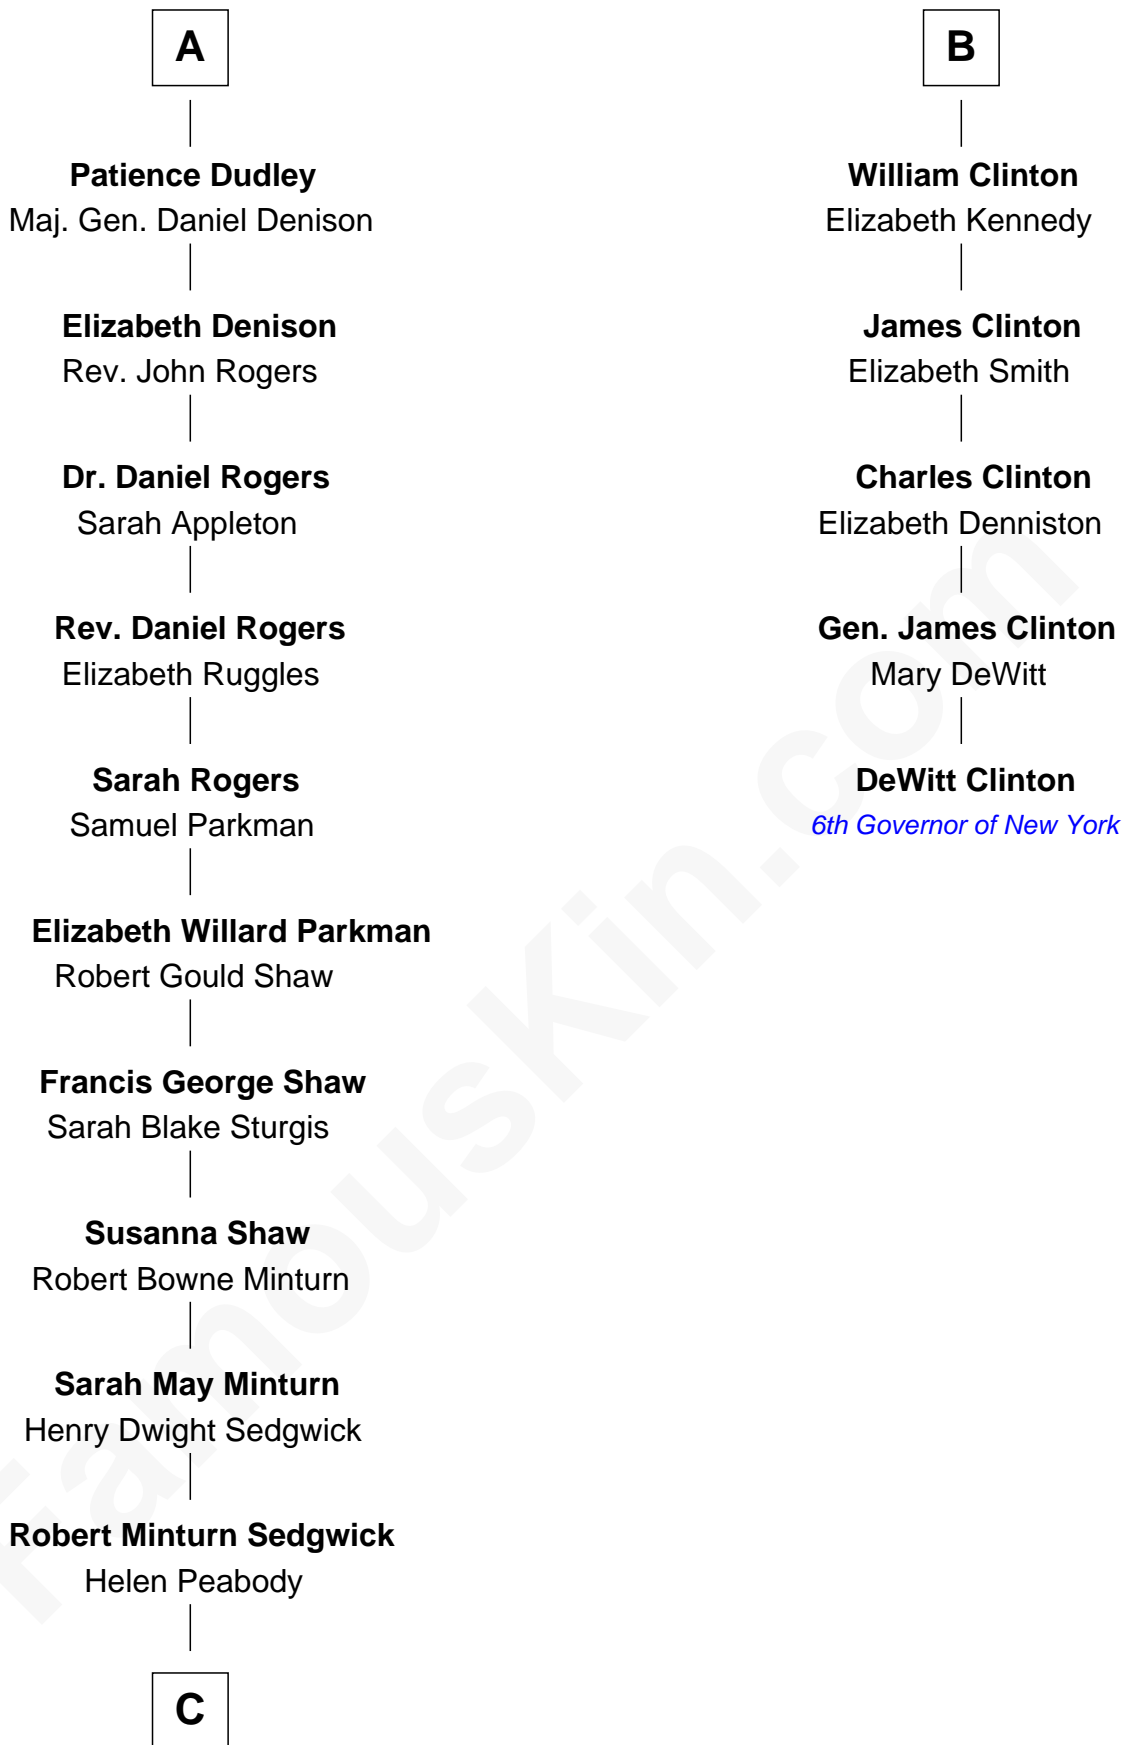 A
Patience Dudley
Maj. Gen. Daniel Denison
Elizabeth Denison
Rev. John Rogers
Dr. Daniel Rogers
Sarah Appleton
Rev. Daniel Rogers
Elizabeth Ruggles
Sarah Rogers
Samuel Parkman
Elizabeth Willard Parkman
Robert Gould Shaw
Francis George Shaw
Sarah Blake Sturgis
Susanna Shaw
Robert Bowne Minturn
Sarah May Minturn
Henry Dwight Sedgwick
Robert Minturn Sedgwick
Helen Peabody
C
B
William Clinton
Elizabeth Kennedy
James Clinton
Elizabeth Smith
Charles Clinton
Elizabeth Denniston
Gen. James Clinton
Mary DeWitt
DeWitt Clinton
6th Governor of New York
FamousKin.com